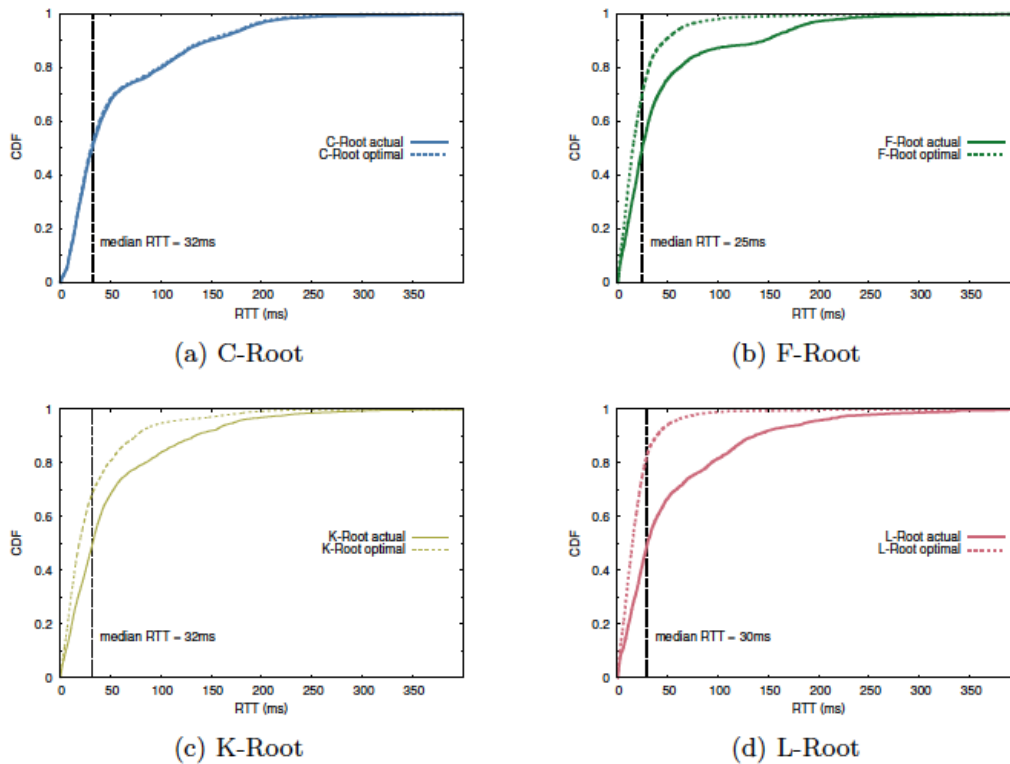 1
0.8
0.6
0.4
0.2
0
CDF
C-Root actual
C-Root optimal
median RTT = 32ms
0 50 100 150 200 250 300 350
RTT (ms)
(a) C-Root
1
0.8
0.6
0.4
0.2
0
CDF
F-Root actual
F-Root optimal
median RTT = 25ms
0 50 100 150 200 250 300 350
RTT (ms)
(b) F-Root
1
0.8
0.6
0.4
0.2
0
CDF
K-Root actual
K-Root optimal
median RTT = 32ms
0 50 100 150 200 250 300 350
RTT (ms)
(c) K-Root
1
0.8
0.6
0.4
0.2
0
CDF
L-Root actual
L-Root optimal
median RTT = 30ms
0 50 100 150 200 250 300 350
RTT (ms)
(d) L-Root